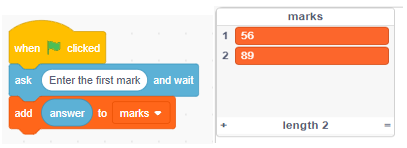 when clicked
ask Enter the first mark and wait
add answer to marks
marks
1 56
2 89
+ length 2 =